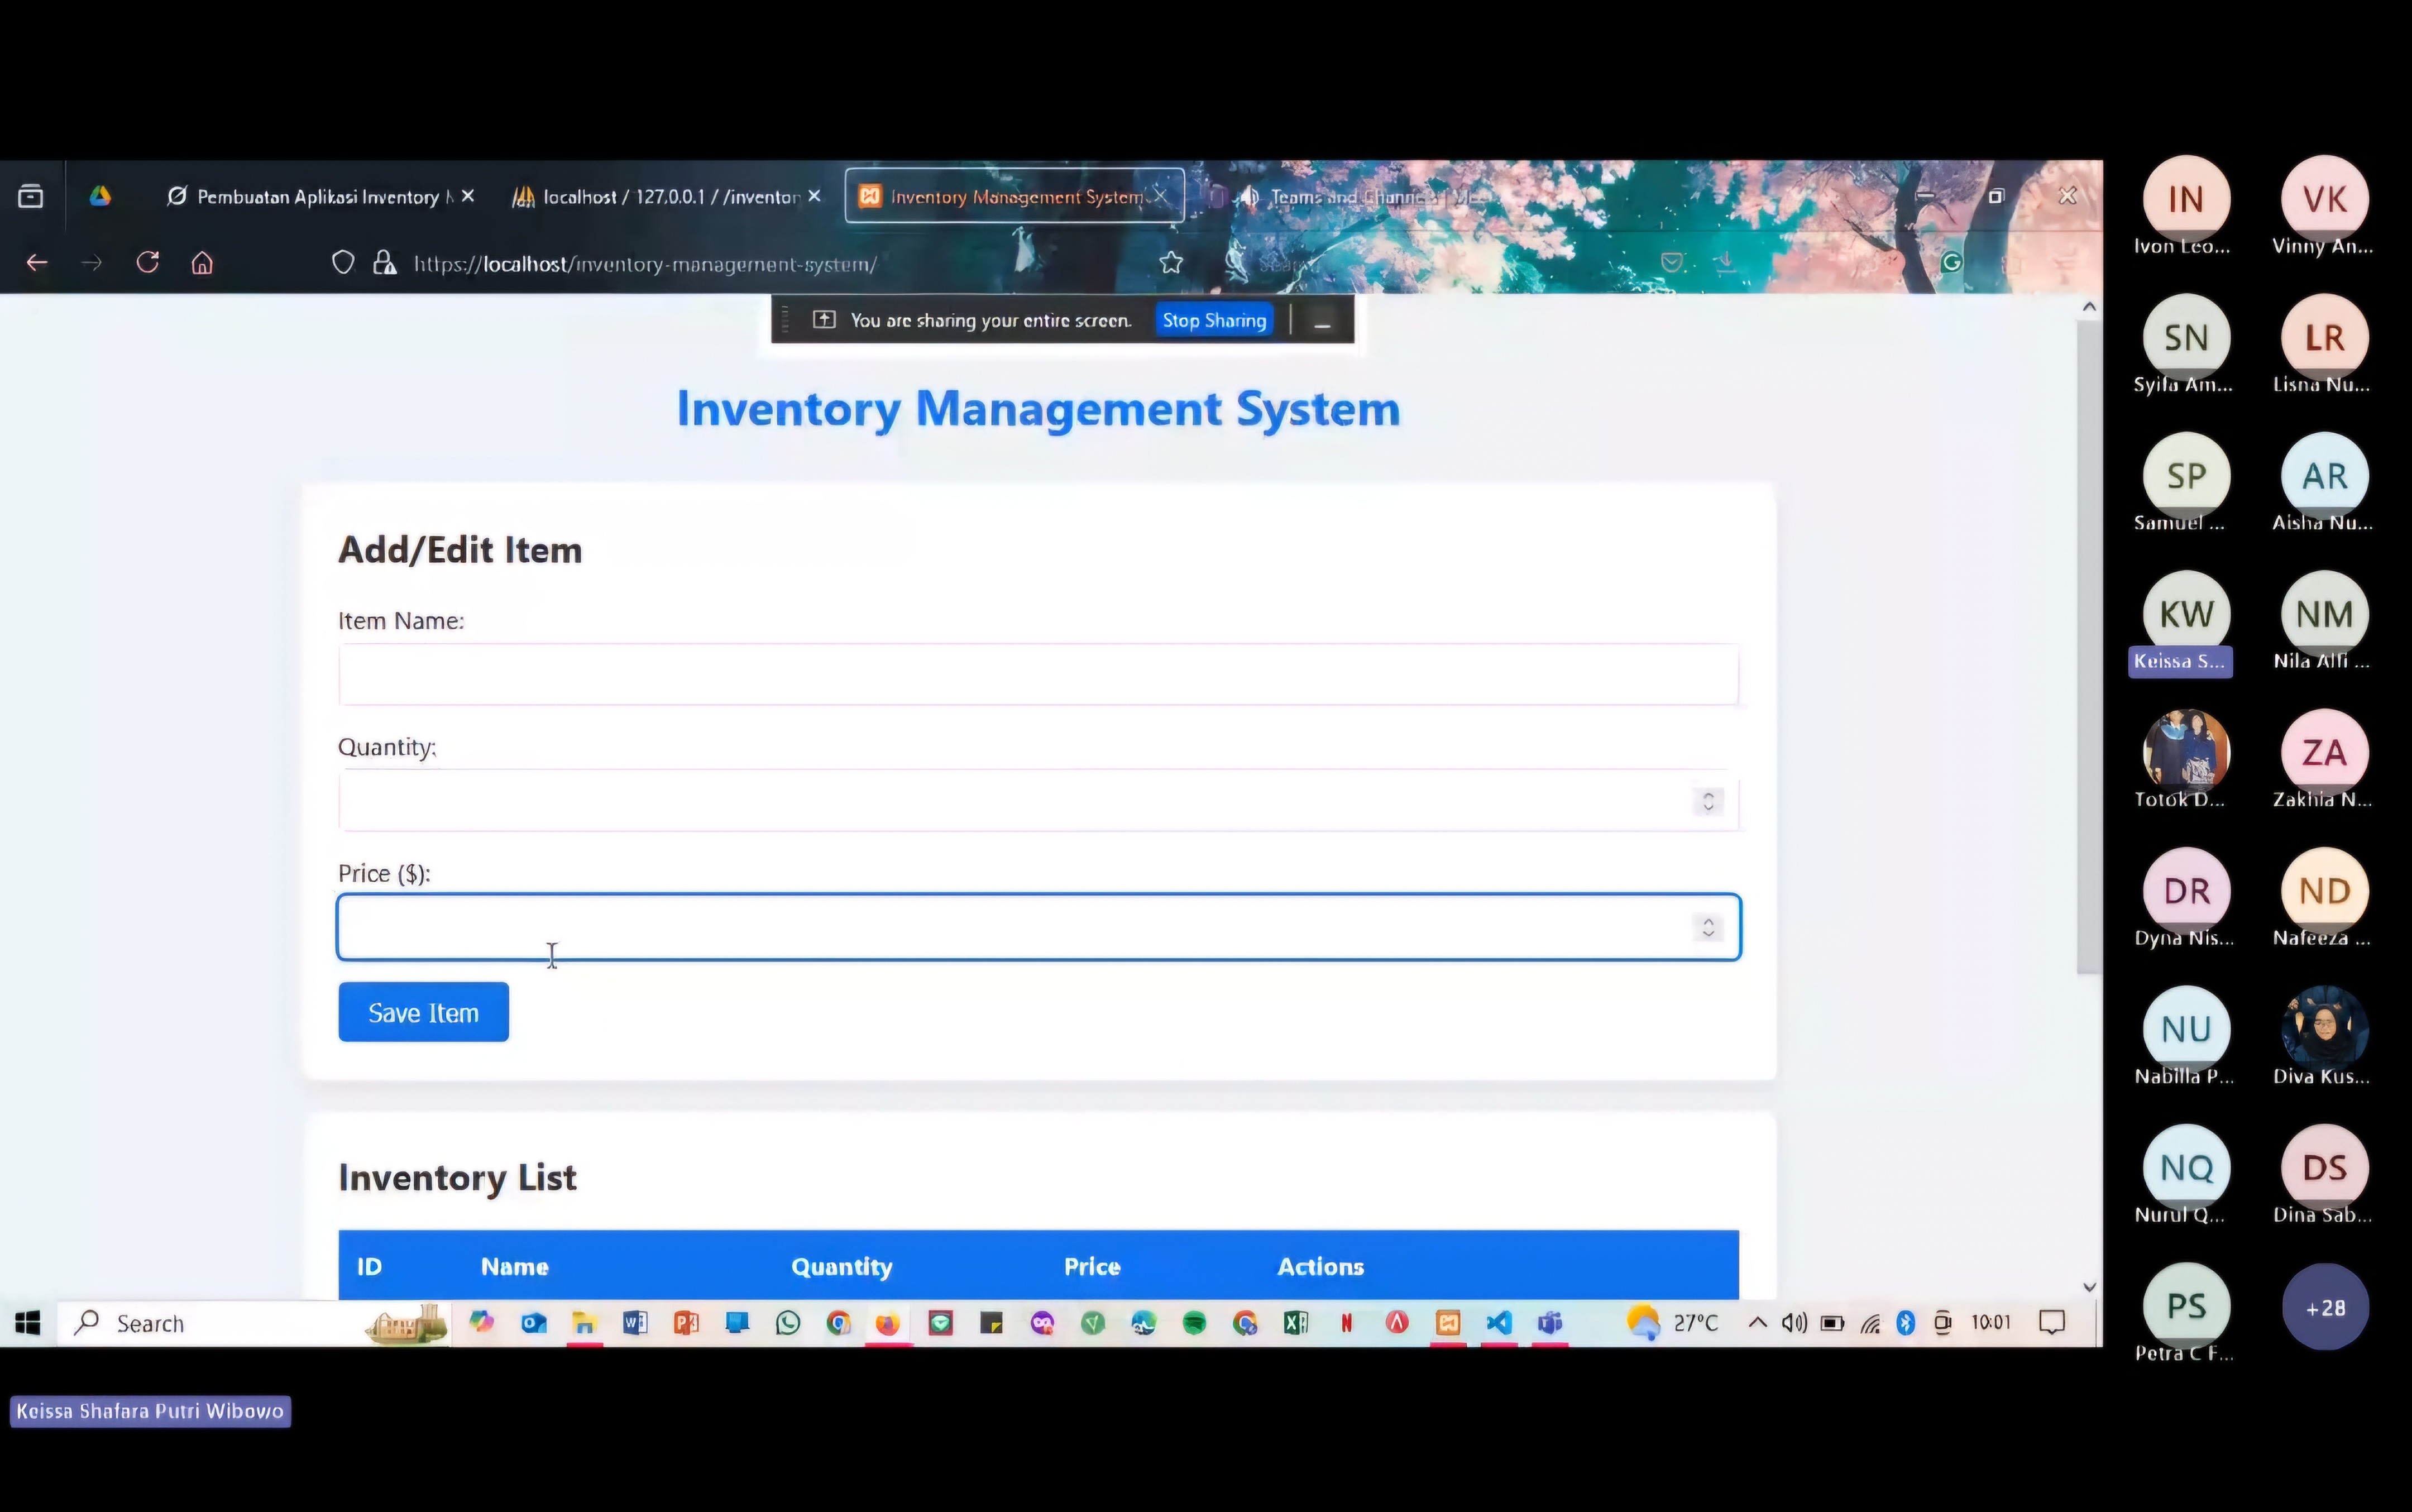 Pembuatan Aplikasi Inventory M
localhost / 127.0.0.1 / /inventor
Inventory Management System
Teams and Channels |
https://localhost/inventory-management-system/
You are sharing your entire screen. Stop Sharing
Inventory Management System
Add/Edit Item
Item Name:
Quantity:
Price ($):
Save Item
Inventory List
ID Name Quantity Price Actions
Search
27°C
10:01
Keissa Shafara Putri Wibowo
IN VK
Ivon Leo... Vinny An...
SN LR
Syifa Am... Lisna Nu...
SP AR
Samuel ... Aisha Nu...
KW NM
Keissa S... Nila Alfi ...
ZA
Totok D... Zakhia N...
DR ND
Dyna Nis... Nafeeza ...
NU
Nabilla P... Diva Kus...
NQ DS
Nurul Q... Dina Sab...
PS +28
Petra C F...